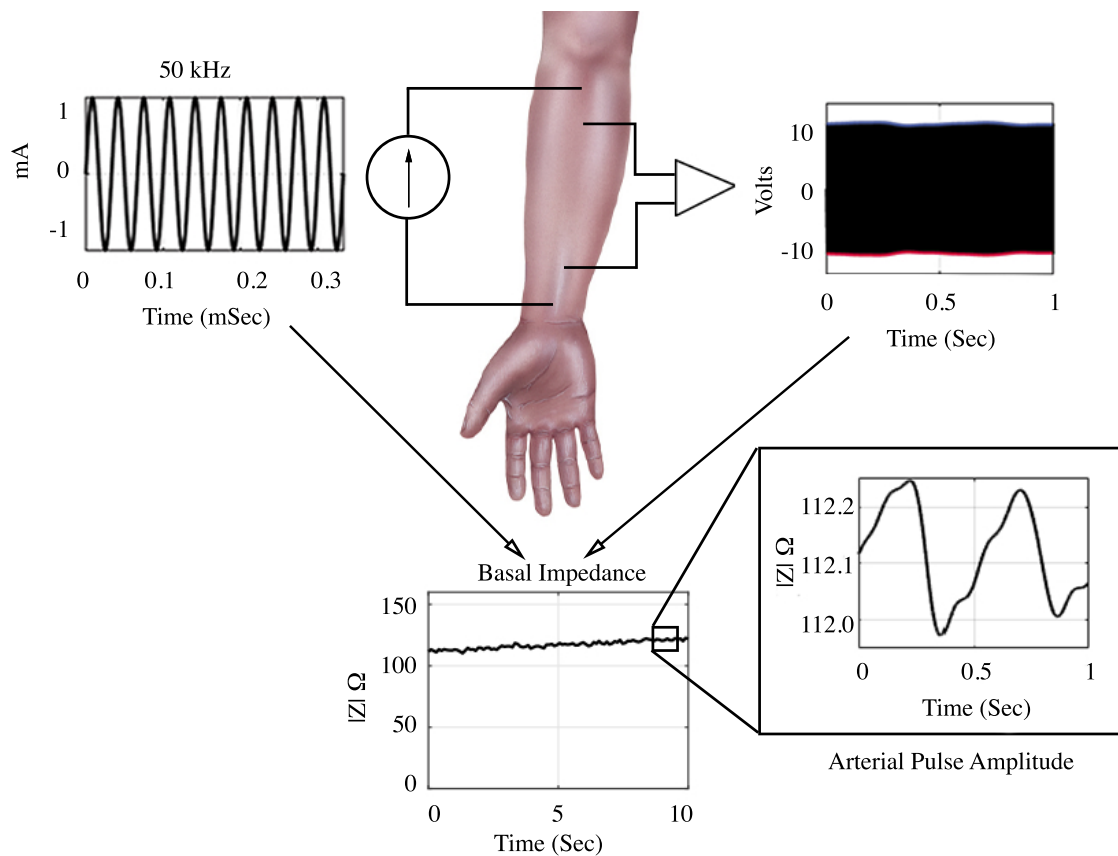 50 kHz
mA
1
0
-1
0 0.1 0.2 0.3
Time (mSec)
Volts
10
0
-10
0 0.5 1
Time (Sec)
Basal Impedance
|Z| Ω
150
100
50
0
0 5 10
Time (Sec)
|Z| Ω
112.2
112.1
112.0
0 0.5 1
Time (Sec)
Arterial Pulse Amplitude